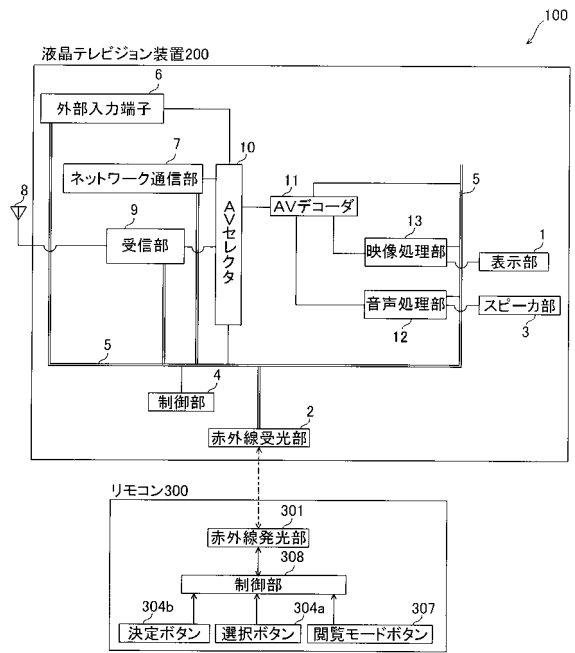 100
液晶テレビジョン装置200
6
外部入力端子
7
ネットワーク通信部
8
9
受信部
10
AVセレクタ
11
AVデコーダ
5
13
映像処理部
1
表示部
音声処理部
12
スピーカ部
3
5
4
制御部
2
赤外線受光部
リモコン300
301
赤外線発光部
308
制御部
304b
決定ボタン
304a
選択ボタン
307
閲覧モードボタン